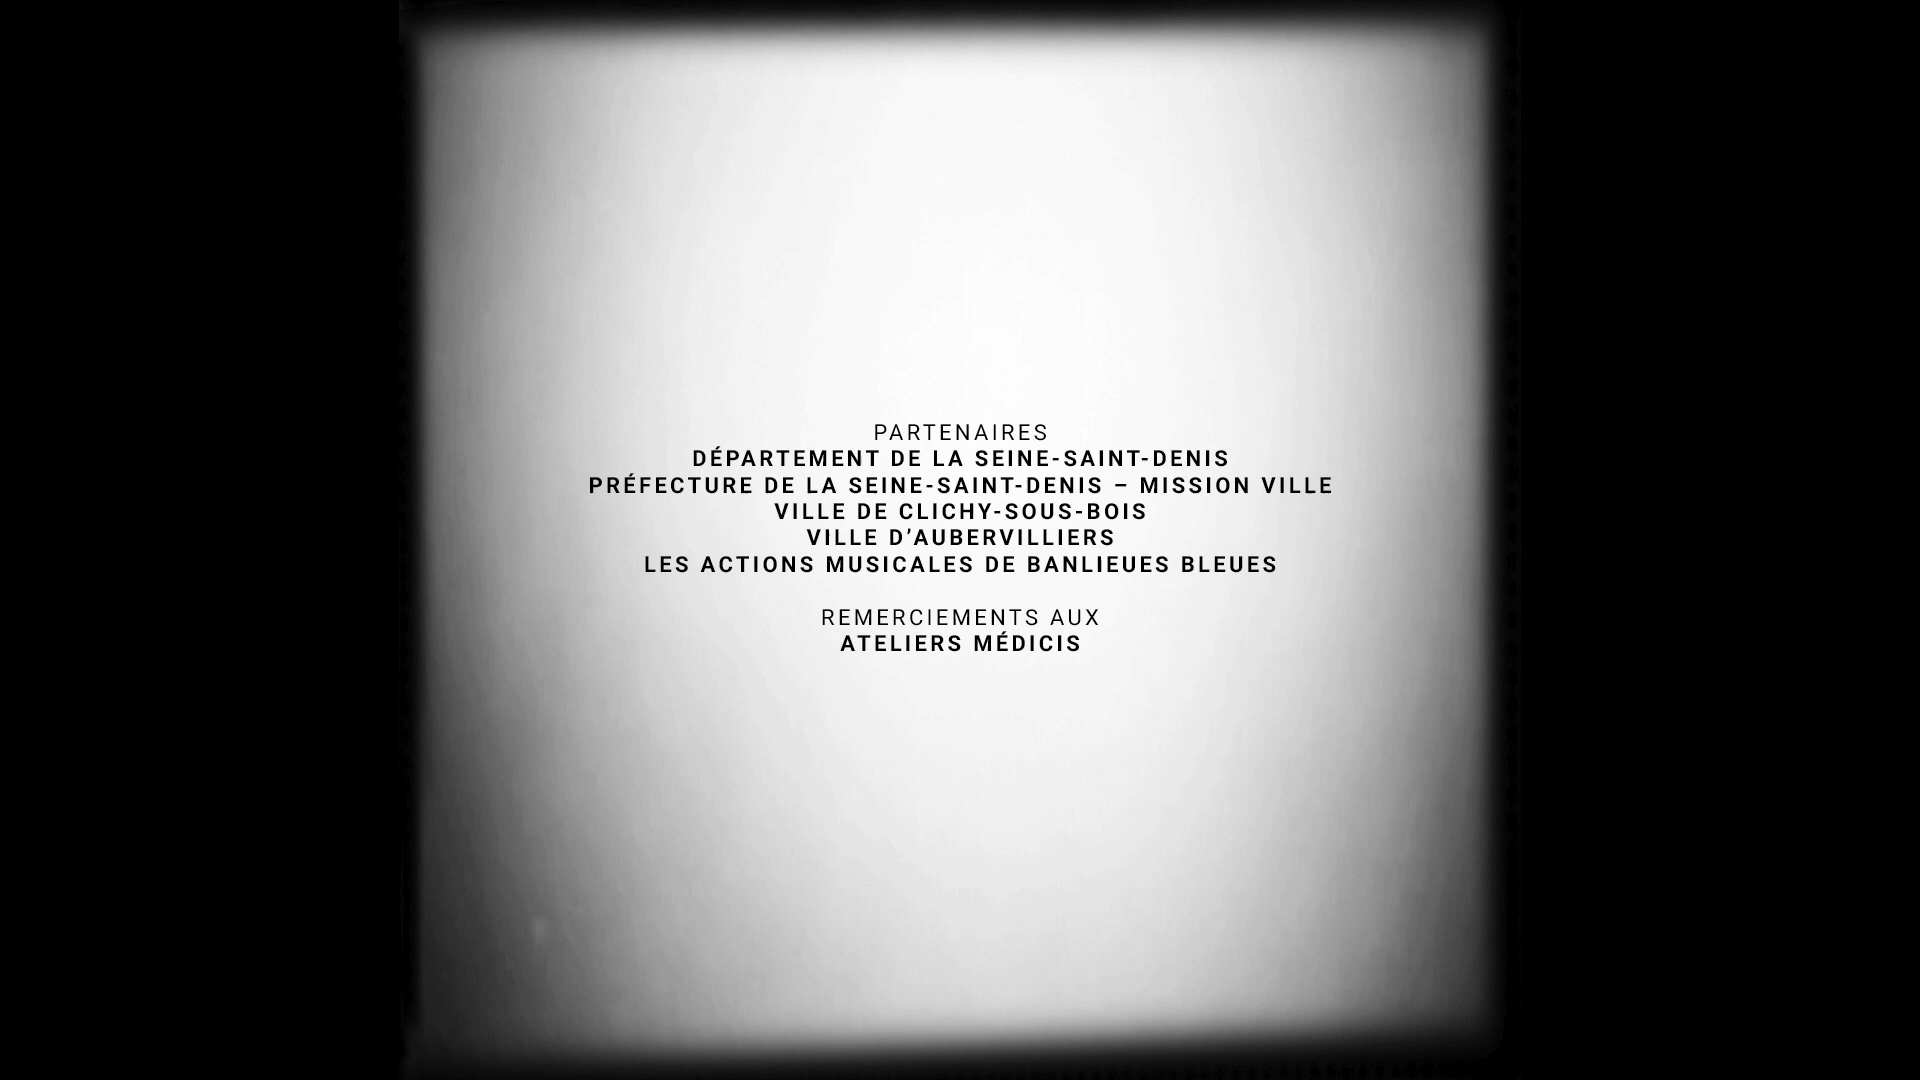 PARTENAIRES
DÉPARTEMENT DE LA SEINE-SAINT-DENIS
PRÉFECTURE DE LA SEINE-SAINT-DENIS – MISSION VILLE
VILLE DE CLICHY-SOUS-BOIS
VILLE D’AUBERVILLIERS
LES ACTIONS MUSICALES DE BANLIEUES BLEUES
REMERCIEMENTS AUX
ATELIERS MÉDICIS